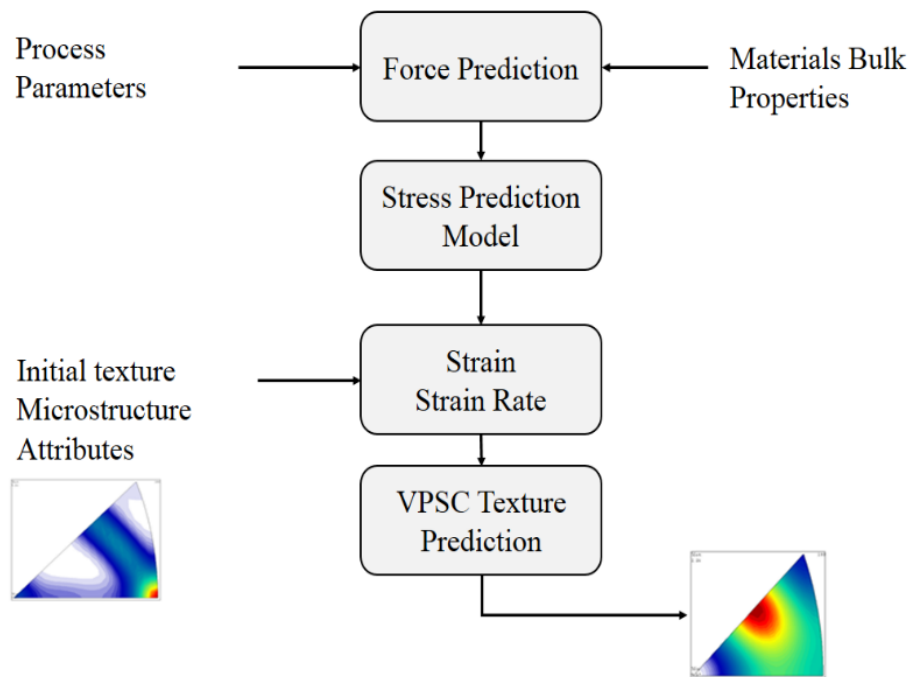 Process
Parameters
Force Prediction
Materials Bulk
Properties
Stress Prediction
Model
Initial texture
Microstructure
Attributes
Strain
Strain Rate
VPSC Texture
Prediction